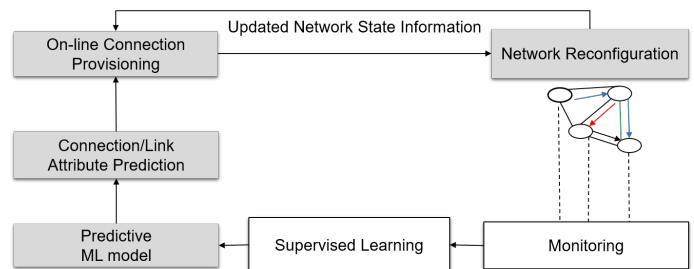 Updated Network State Information
On-line Connection
Provisioning
Network Reconfiguration
Connection/Link
Attribute Prediction
Predictive
ML model
Supervised Learning
Monitoring